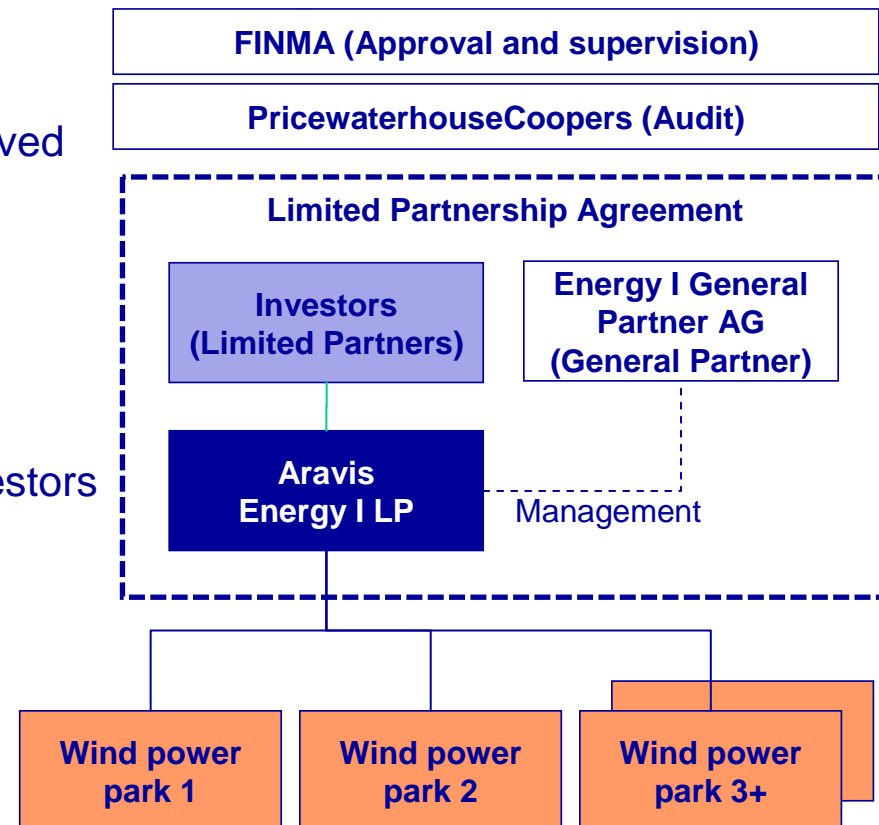 FINMA (Approval and supervision)
PricewaterhouseCoopers (Audit)
ved
Limited Partnership Agreement
Investors
(Limited Partners)
Energy I General
Partner AG
(General Partner)
estors
Aravis
Energy I LP
Management
Wind power
park 1
Wind power
park 2
Wind power
park 3+